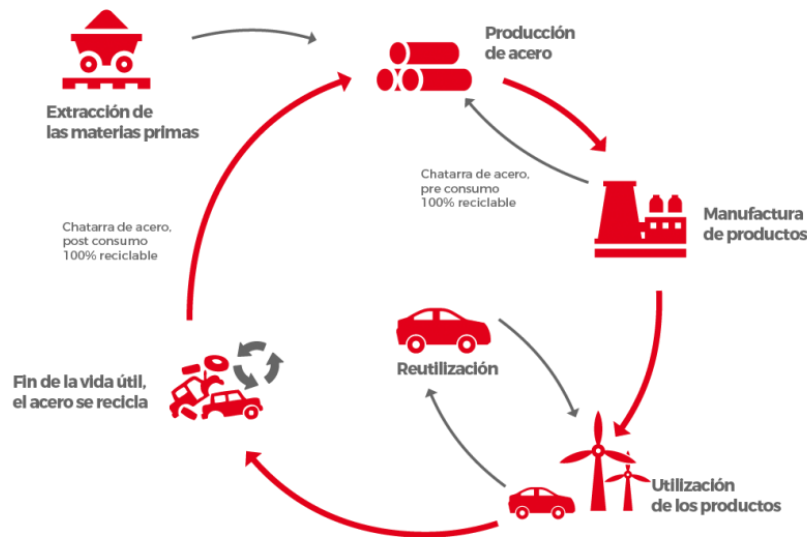 Producción
de acero
Extracción de
las materias primas
Chatarra de acero,
pre consumo
100% reciclable
Manufactura
de productos
Chatarra de acero,
post consumo
100% reciclable
Reutilización
Fin de la vida útil,
el acero se recicla
Utilización
de los productos